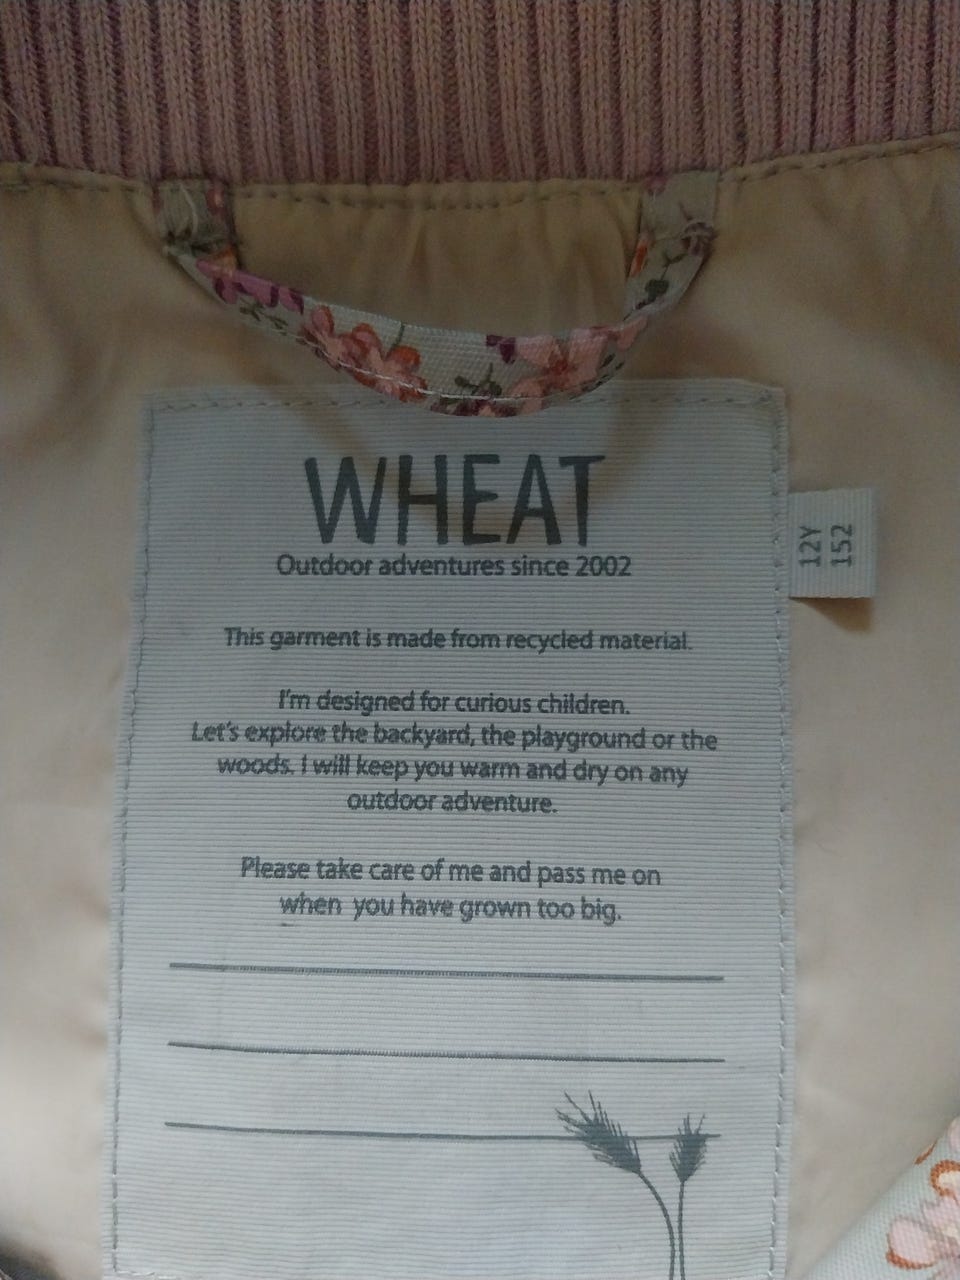 WHEAT
Outdoor adventures since 2002
12Y
152
This garment is made from recycled material.
I'm designed for curious children.
Let's explore the backyard, the playground or the
woods. I will keep you warm and dry on any
outdoor adventure.
Please take care of me and pass me on
when you have grown too big.